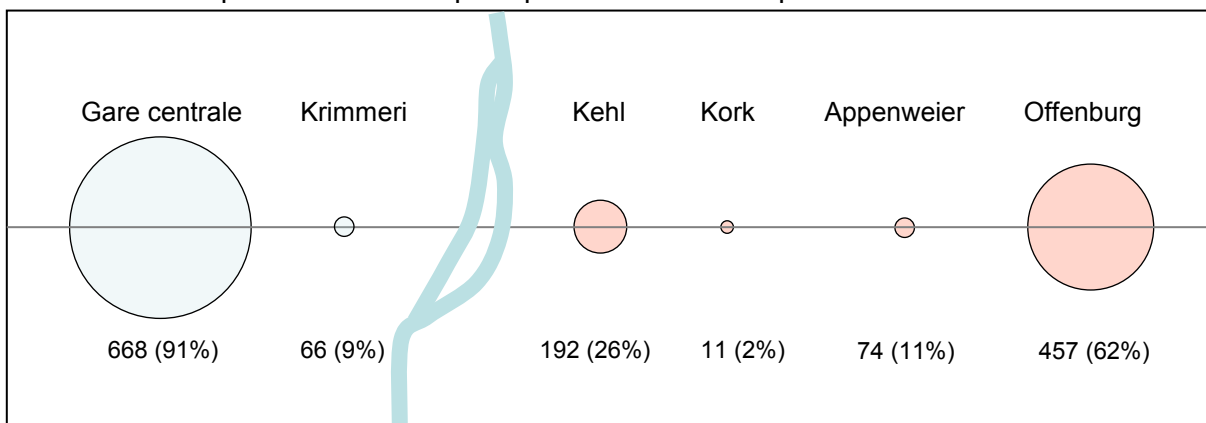 Gare centrale Krimmeri Kehl Kork Appenweier Offenburg
668 (91%) 66 (9%) 192 (26%) 11 (2%) 74 (11%) 457 (62%)